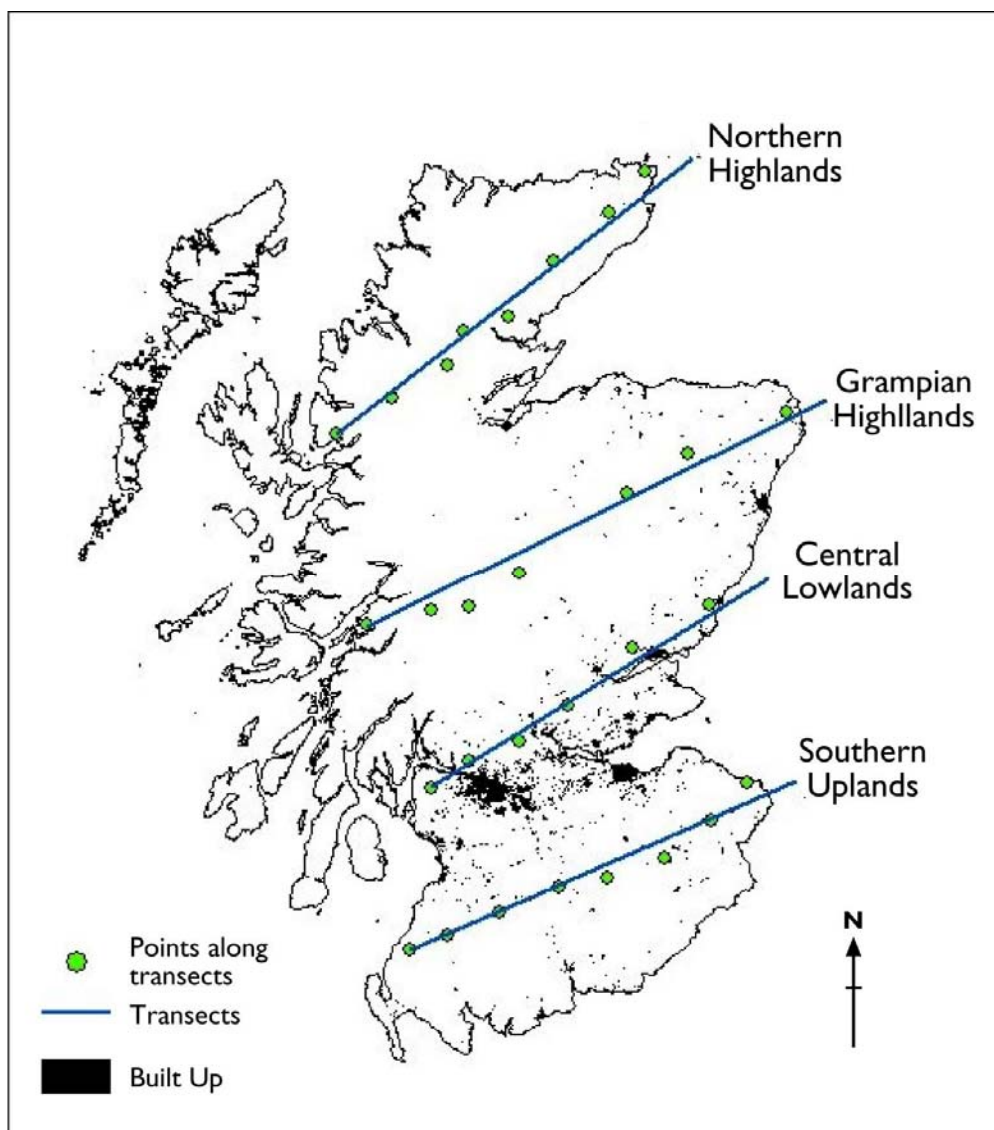 Northern
Highlands
Grampian
Highllands
Central
Lowlands
Southern
Uplands
N
Points along
transects
Transects
Built Up